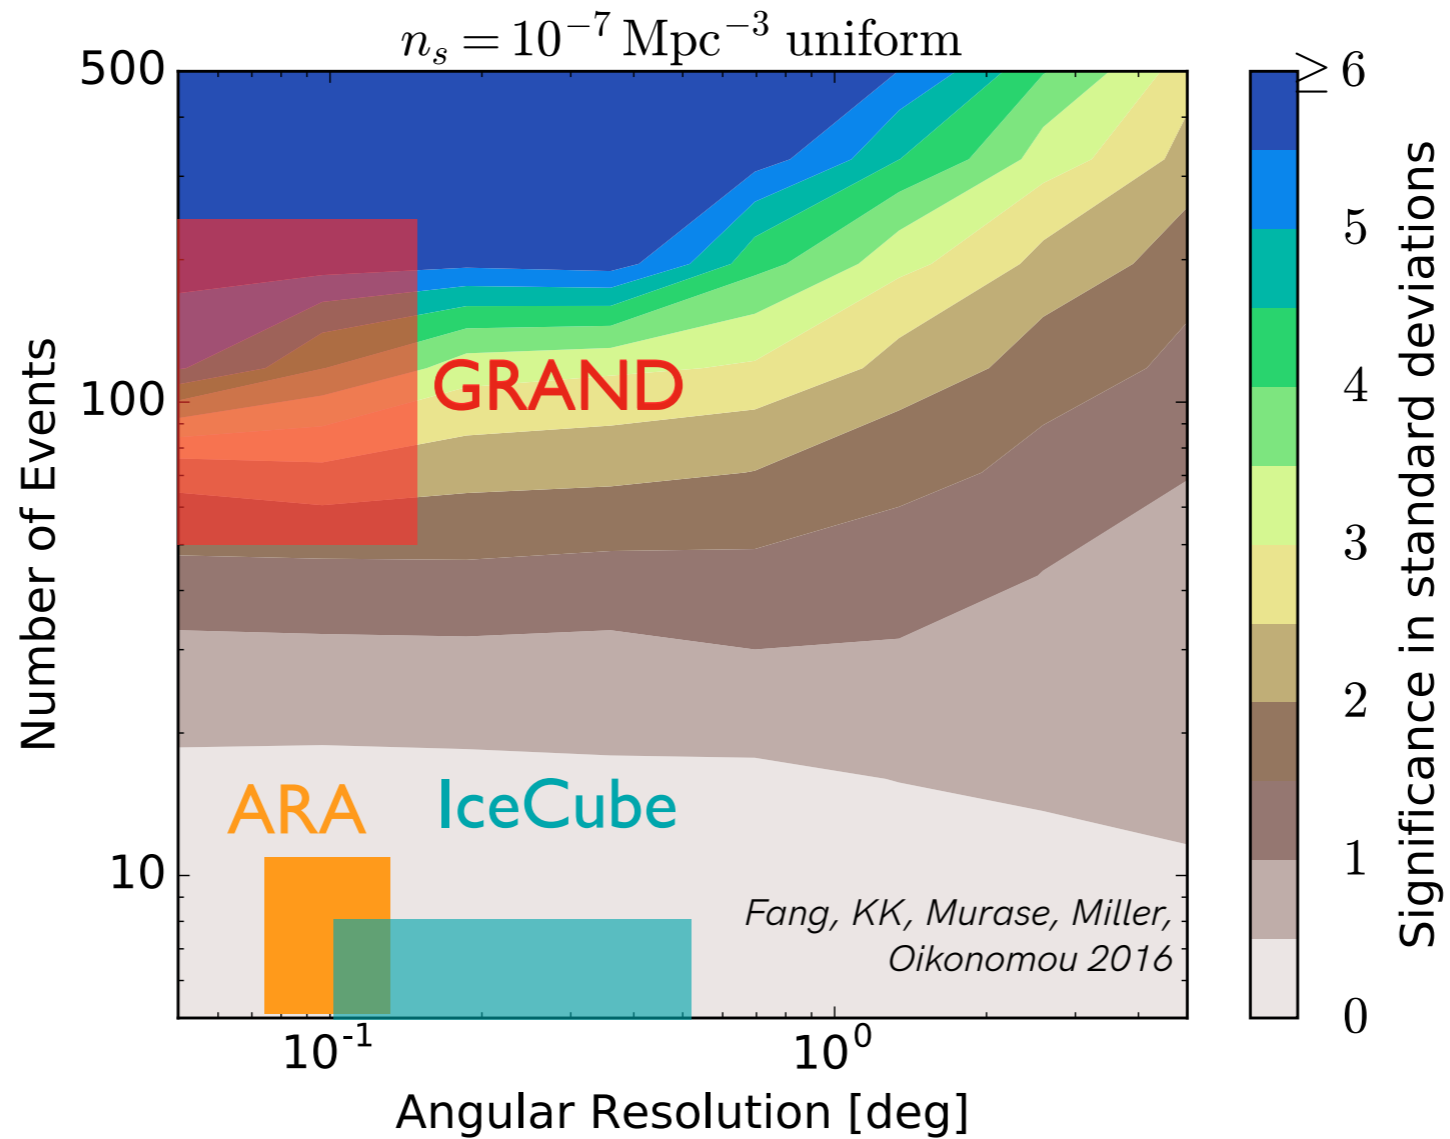 n_s = 10^{-7} Mpc^{-3} uniform
500
100
10
Number of Events
GRAND
ARA
IceCube
Fang, KK, Murase, Miller,
Oikonomou 2016
10^{-1}
10^{0}
Angular Resolution [deg]
≥ 6
5
4
3
2
1
0
Significance in standard deviations